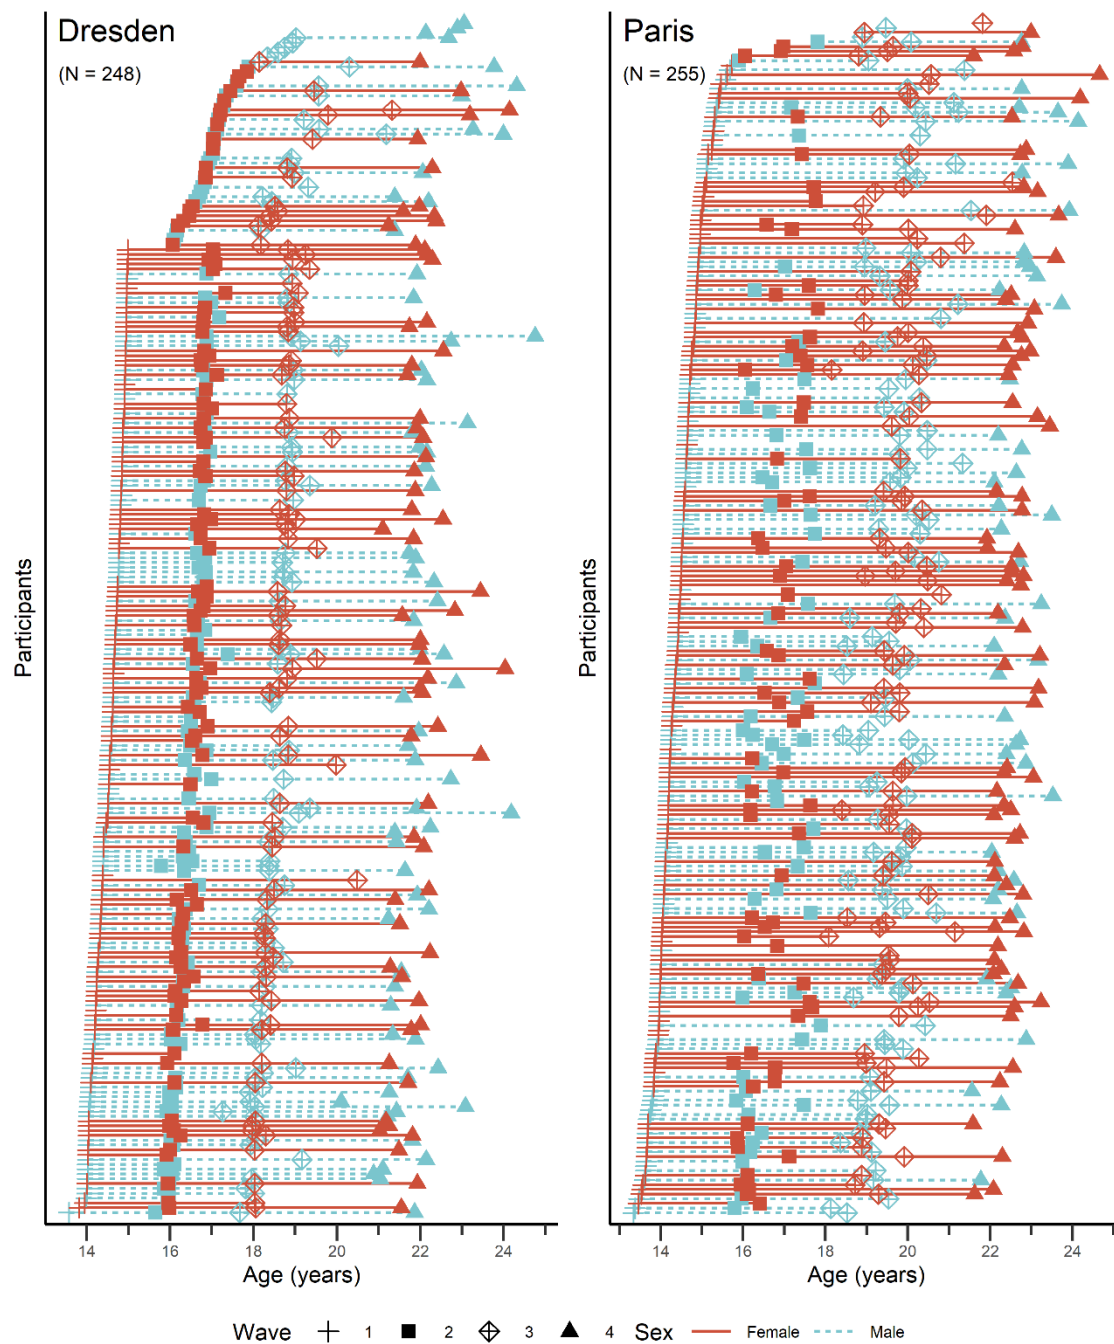 Dresden
(N = 248)
Participants
14 16 18 20 22 24
Age (years)
Paris
(N = 255)
Participants
14 16 18 20 22 24
Age (years)
Wave 1 2 3 4 Sex Female Male